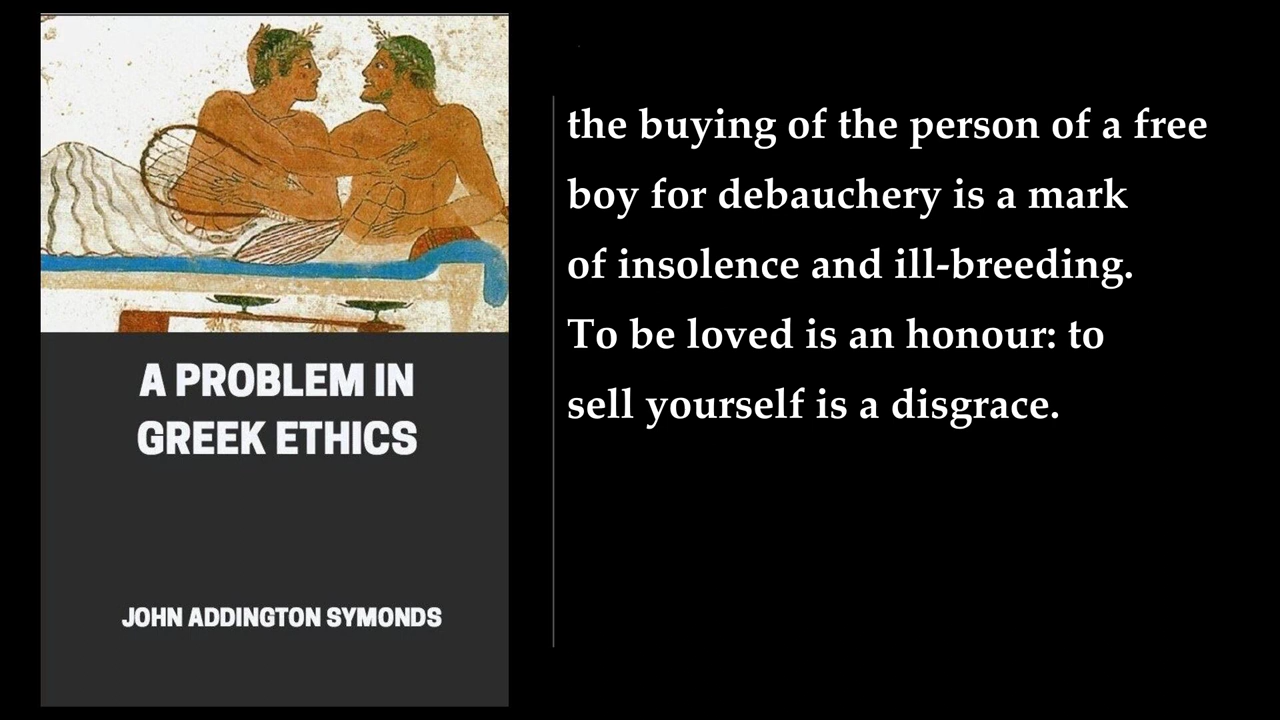 A PROBLEM IN
GREEK ETHICS
JOHN ADDINGTON SYMONDS
the buying of the person of a free
boy for debauchery is a mark
of insolence and ill-breeding.
To be loved is an honour: to
sell yourself is a disgrace.